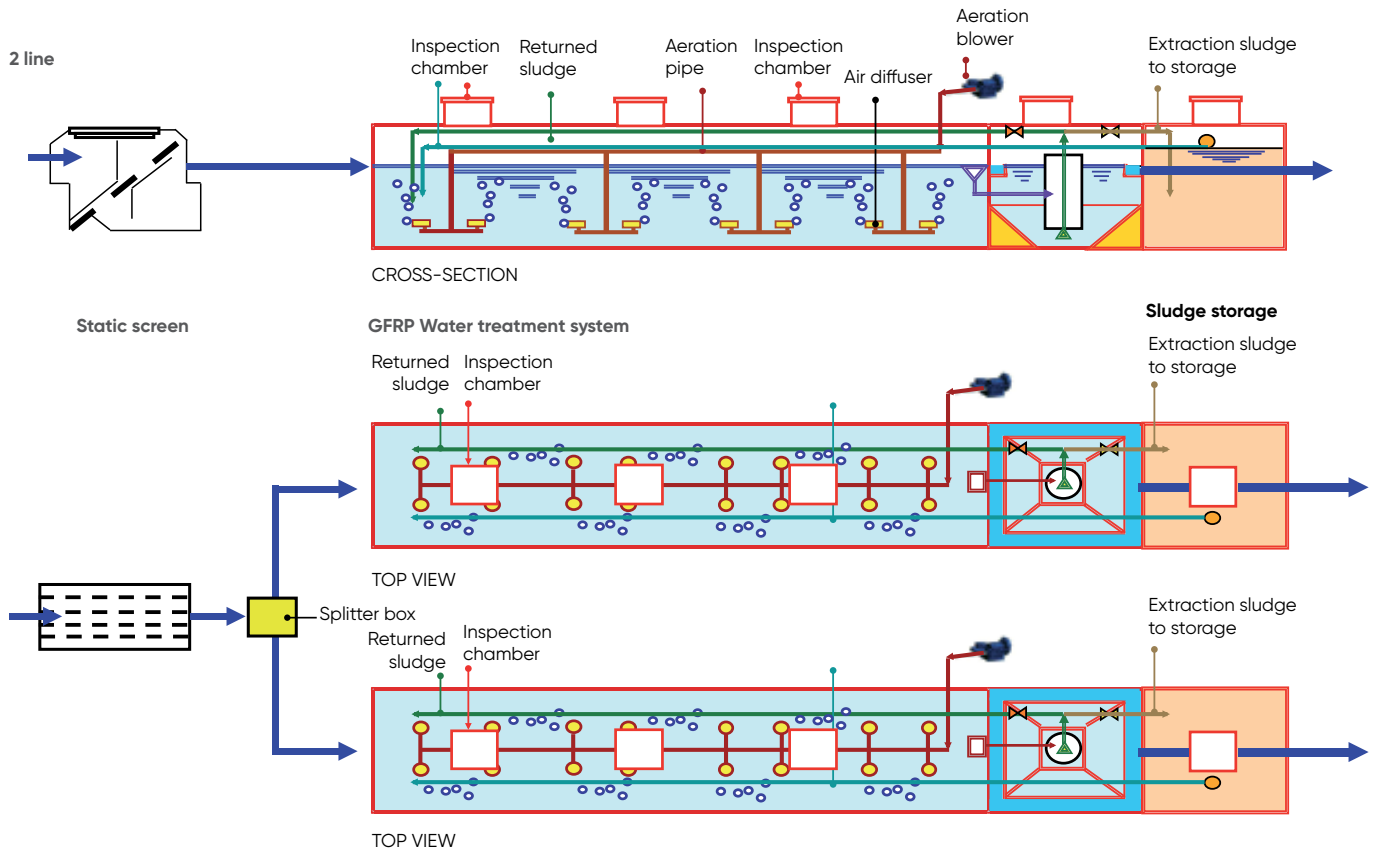 2 line
Inspection
chamber
Returned
sludge
Aeration
pipe
Inspection
chamber
Air diffuser
Aeration
blower
Extraction sludge
to storage
CROSS-SECTION
Static screen
GFRP Water treatment system
Sludge storage
Returned
sludge
Inspection
chamber
Extraction sludge
to storage
TOP VIEW
Splitter box
Returned
sludge
Inspection
chamber
Extraction sludge
to storage
TOP VIEW